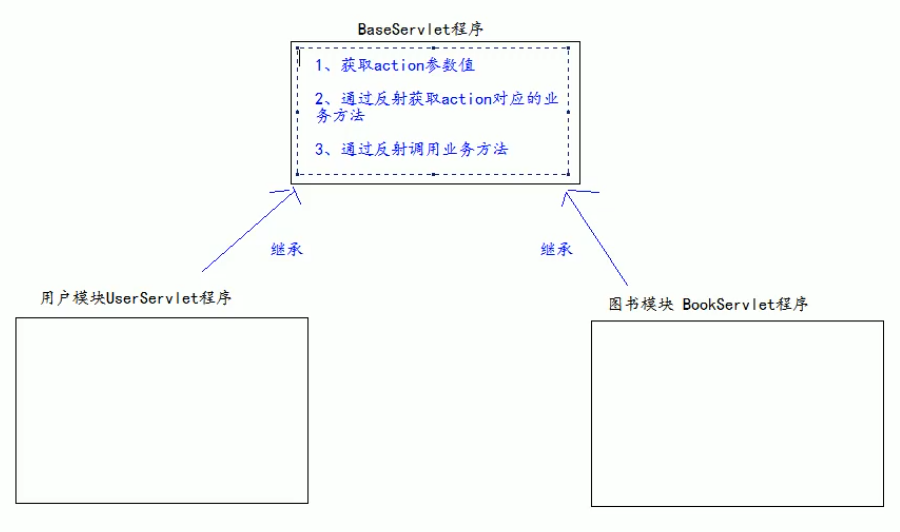 BaseServlet程序
1、获取action参数值
2、通过反射获取action对应的业
务方法
3、通过反射调用业务方法
继承
继承
用户模块UserServlet程序
图书模块 BookServlet程序